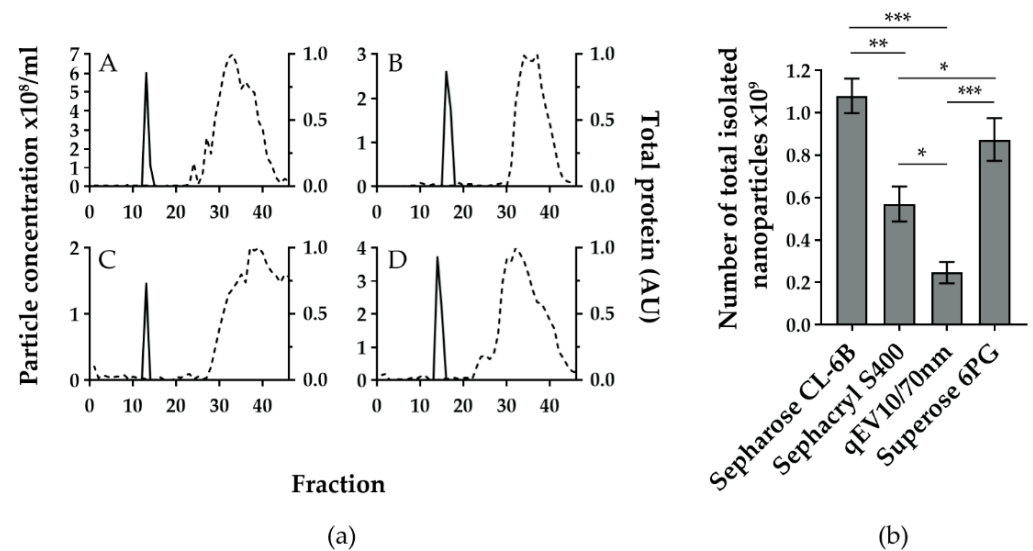 Particle concentration x10⁸/ml
A
7
6
5
4
3
2
1
0
1.0
0.5
0.0
0 10 20 30 40
B
3
2
1
0
1.0
0.5
0.0
0 10 20 30 40
C
2
1
0
1.0
0.5
0.0
0 10 20 30 40
D
4
3
2
1
0
1.0
0.5
0.0
0 10 20 30 40
Total protein (AU)
Fraction
(a)
Number of total isolated
nanoparticles x10⁹
1.2
1.0
0.8
0.6
0.4
0.2
0.0
***
**
*
***
*
Sepharose CL-6B
Sephacryl S400
qEV10/70nm
Superose 6PG
(b)